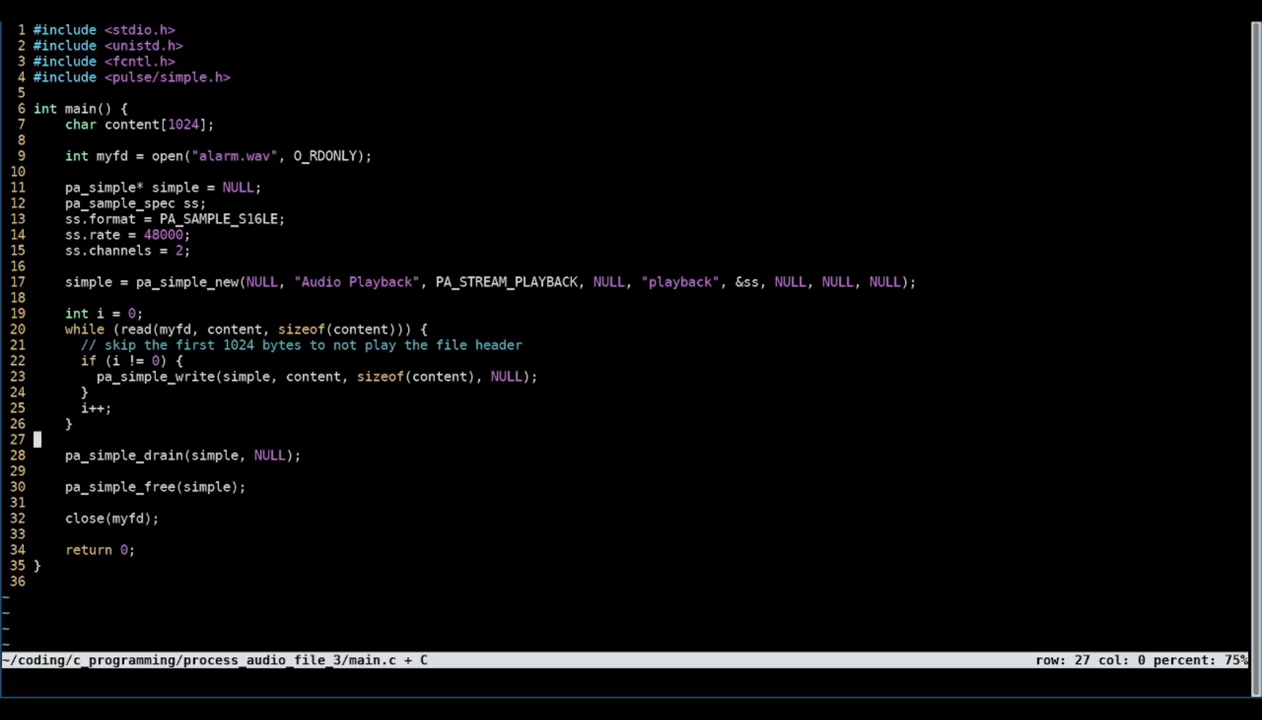 1 #include <stdio.h>
2 #include <unistd.h>
3 #include <fcntl.h>
4 #include <pulse/simple.h>
5
6 int main() {
7     char content[1024];
8
9     int myfd = open("alarm.wav", O_RDONLY);
10
11     pa_simple* simple = NULL;
12     pa_sample_spec ss;
13     ss.format = PA_SAMPLE_S16LE;
14     ss.rate = 48000;
15     ss.channels = 2;
16
17     simple = pa_simple_new(NULL, "Audio Playback", PA_STREAM_PLAYBACK, NULL, "playback", &ss, NULL, NULL, NULL);
18
19     int i = 0;
20     while (read(myfd, content, sizeof(content))) {
21       // skip the first 1024 bytes to not play the file header
22       if (i != 0) {
23         pa_simple_write(simple, content, sizeof(content), NULL);
24       }
25       i++;
26     }
27
28     pa_simple_drain(simple, NULL);
29
30     pa_simple_free(simple);
31
32     close(myfd);
33
34     return 0;
35 }
36
~
~
~
~
~/coding/c_programming/process_audio_file_3/main.c + C row: 27 col: 0 percent: 75%